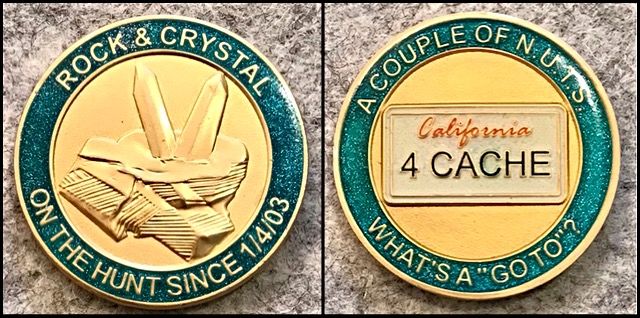 ROCK & CRYSTAL
ON THE HUNT SINCE 1/4/03
A COUPLE OF N.U.T.S.
California
4 CACHE
WHAT'S A "GO TO"?